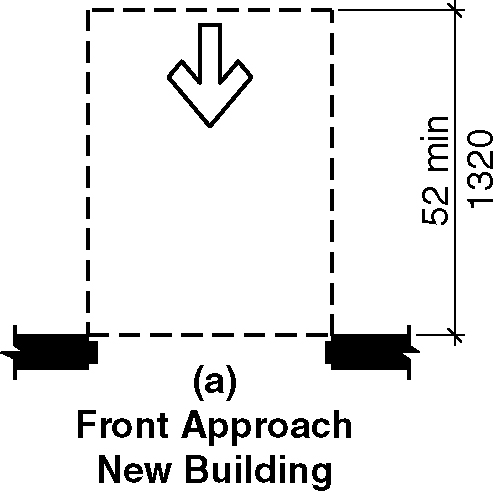 52 min
1320
(a)
Front Approach
New Building